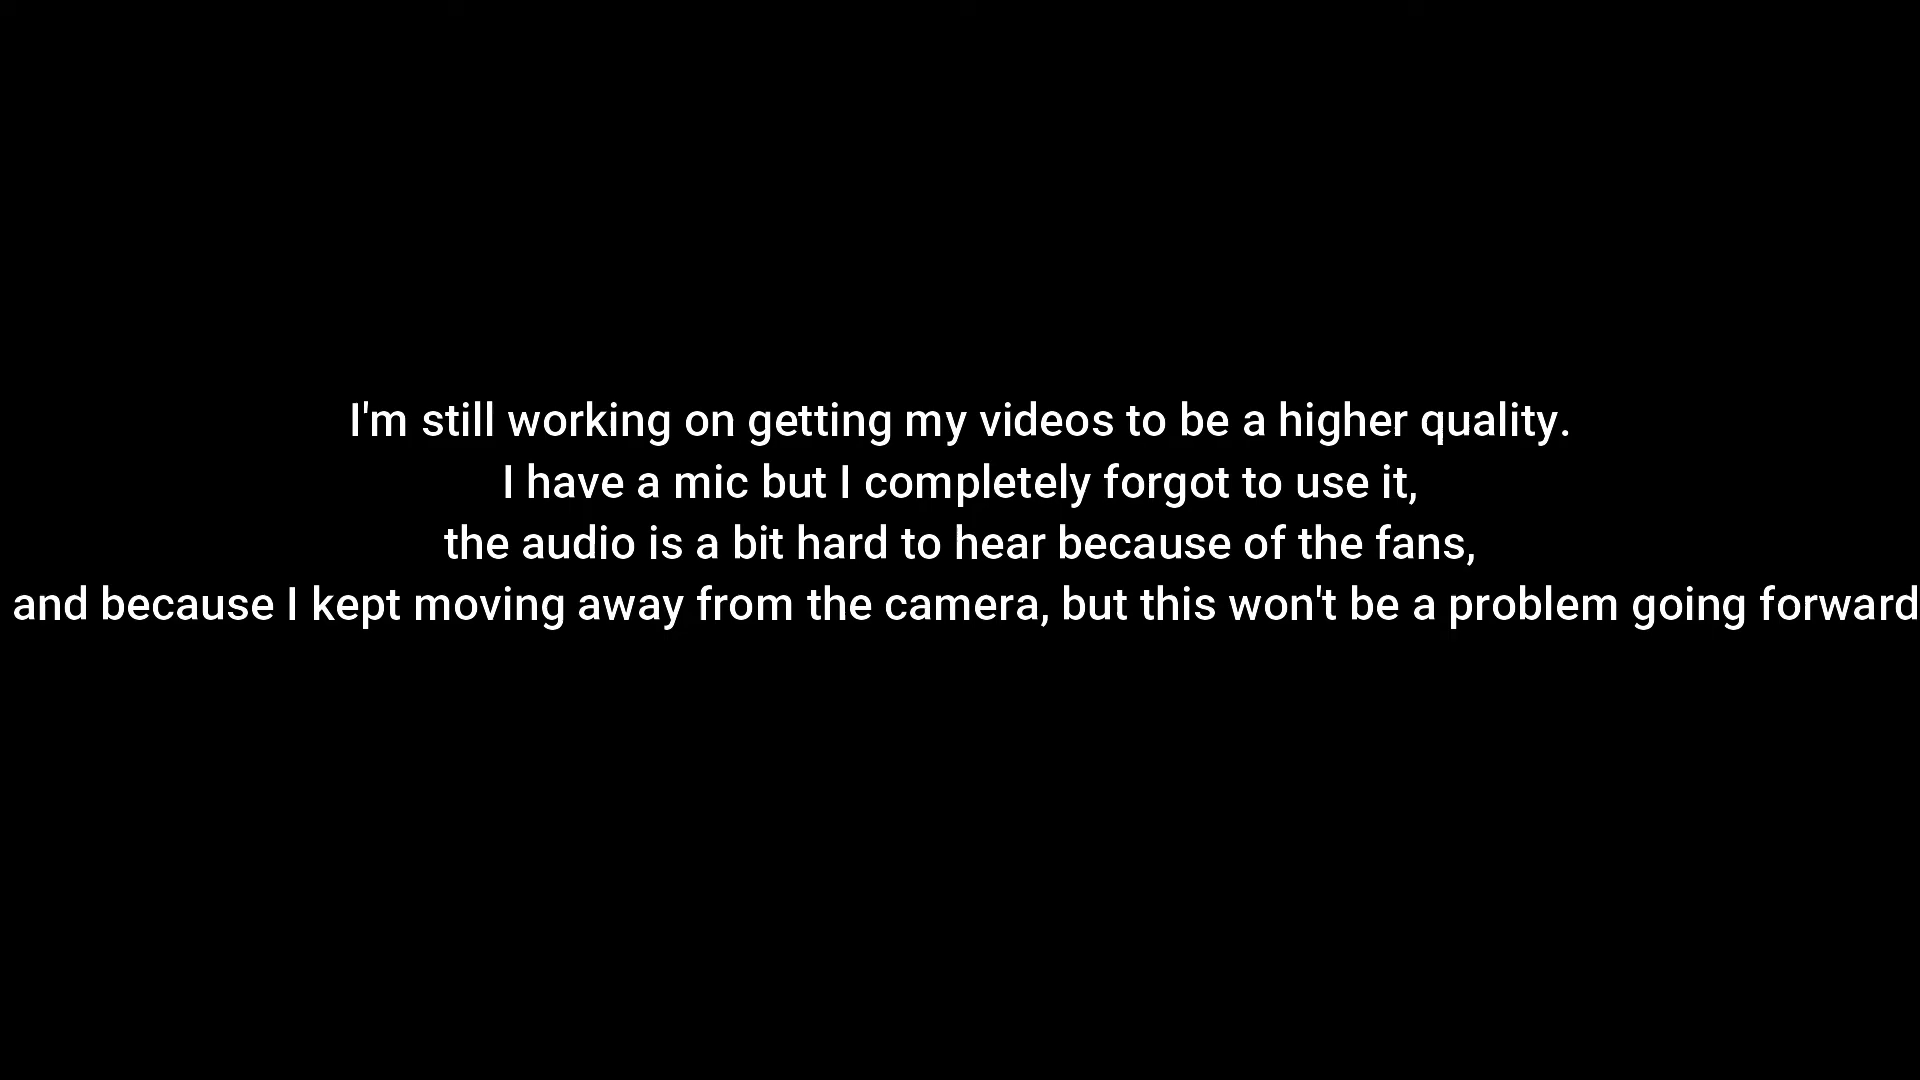 I'm still working on getting my videos to be a higher quality.
I have a mic but I completely forgot to use it,
the audio is a bit hard to hear because of the fans,
and because I kept moving away from the camera, but this won't be a problem going forward